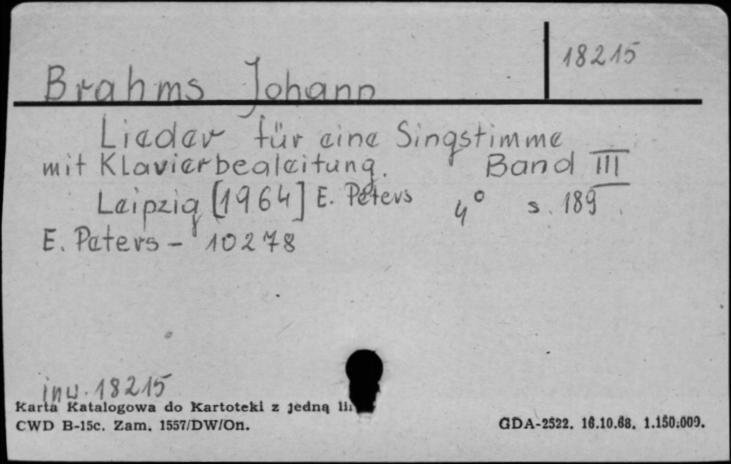 18215
Brahms Johann
Lieder für eine Singstimme
mit Klavierbegleitung. Band III
Leipzig [1964] E. Peters 4° s. 189.
E. Peters - 10278
inw. 18215
Karta Katalogowa do Kartoteki z jedną
CWD B-15c. Zam. 1557/DW/On.
GDA-2522. 16.10.68. 1.150.000.